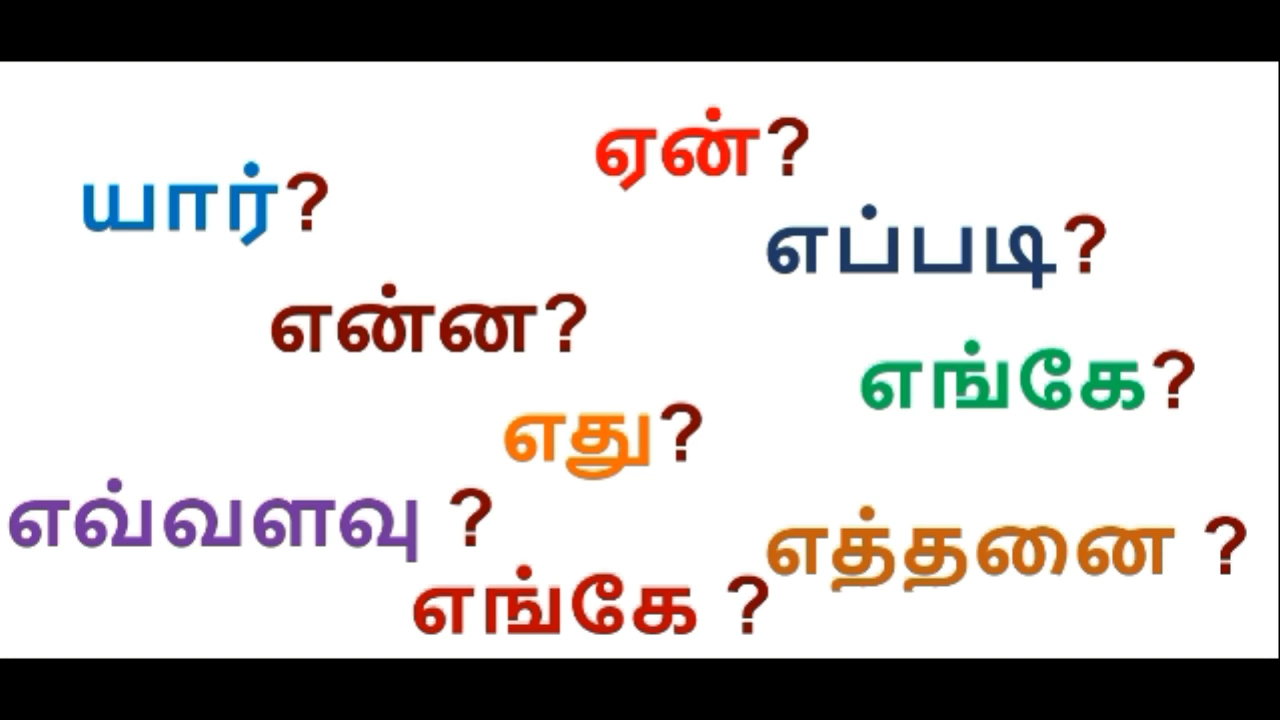 ஏன்?
யார்?
எப்படி?
என்ன?
எங்கே?
எது?
எவ்வளவு ?
எத்தனை ?
எங்கே ?